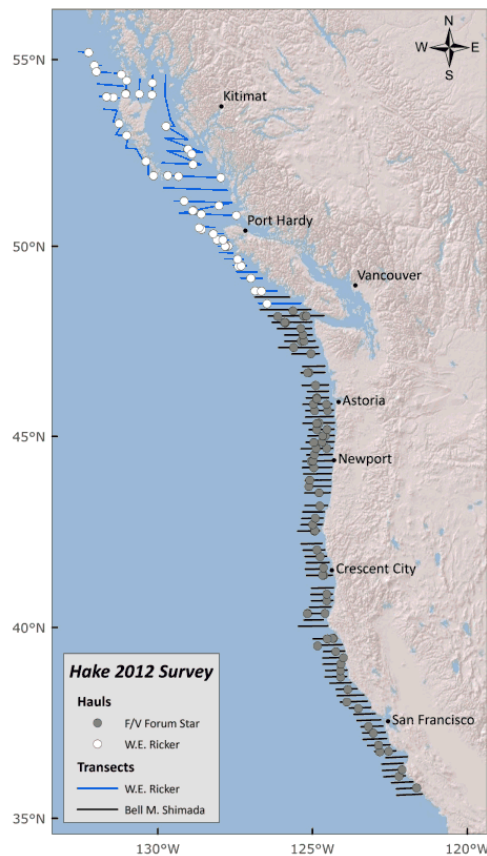 N
W E
S
55°N
Kitimat
50°N
Port Hardy
Vancouver
Astoria
45°N
Newport
Crescent City
40°N
Hake 2012 Survey
Hauls
F/V Forum Star
W.E. Ricker
Transects
W.E. Ricker
Bell M. Shimada
San Francisco
35°N
130°W
125°W
120°W